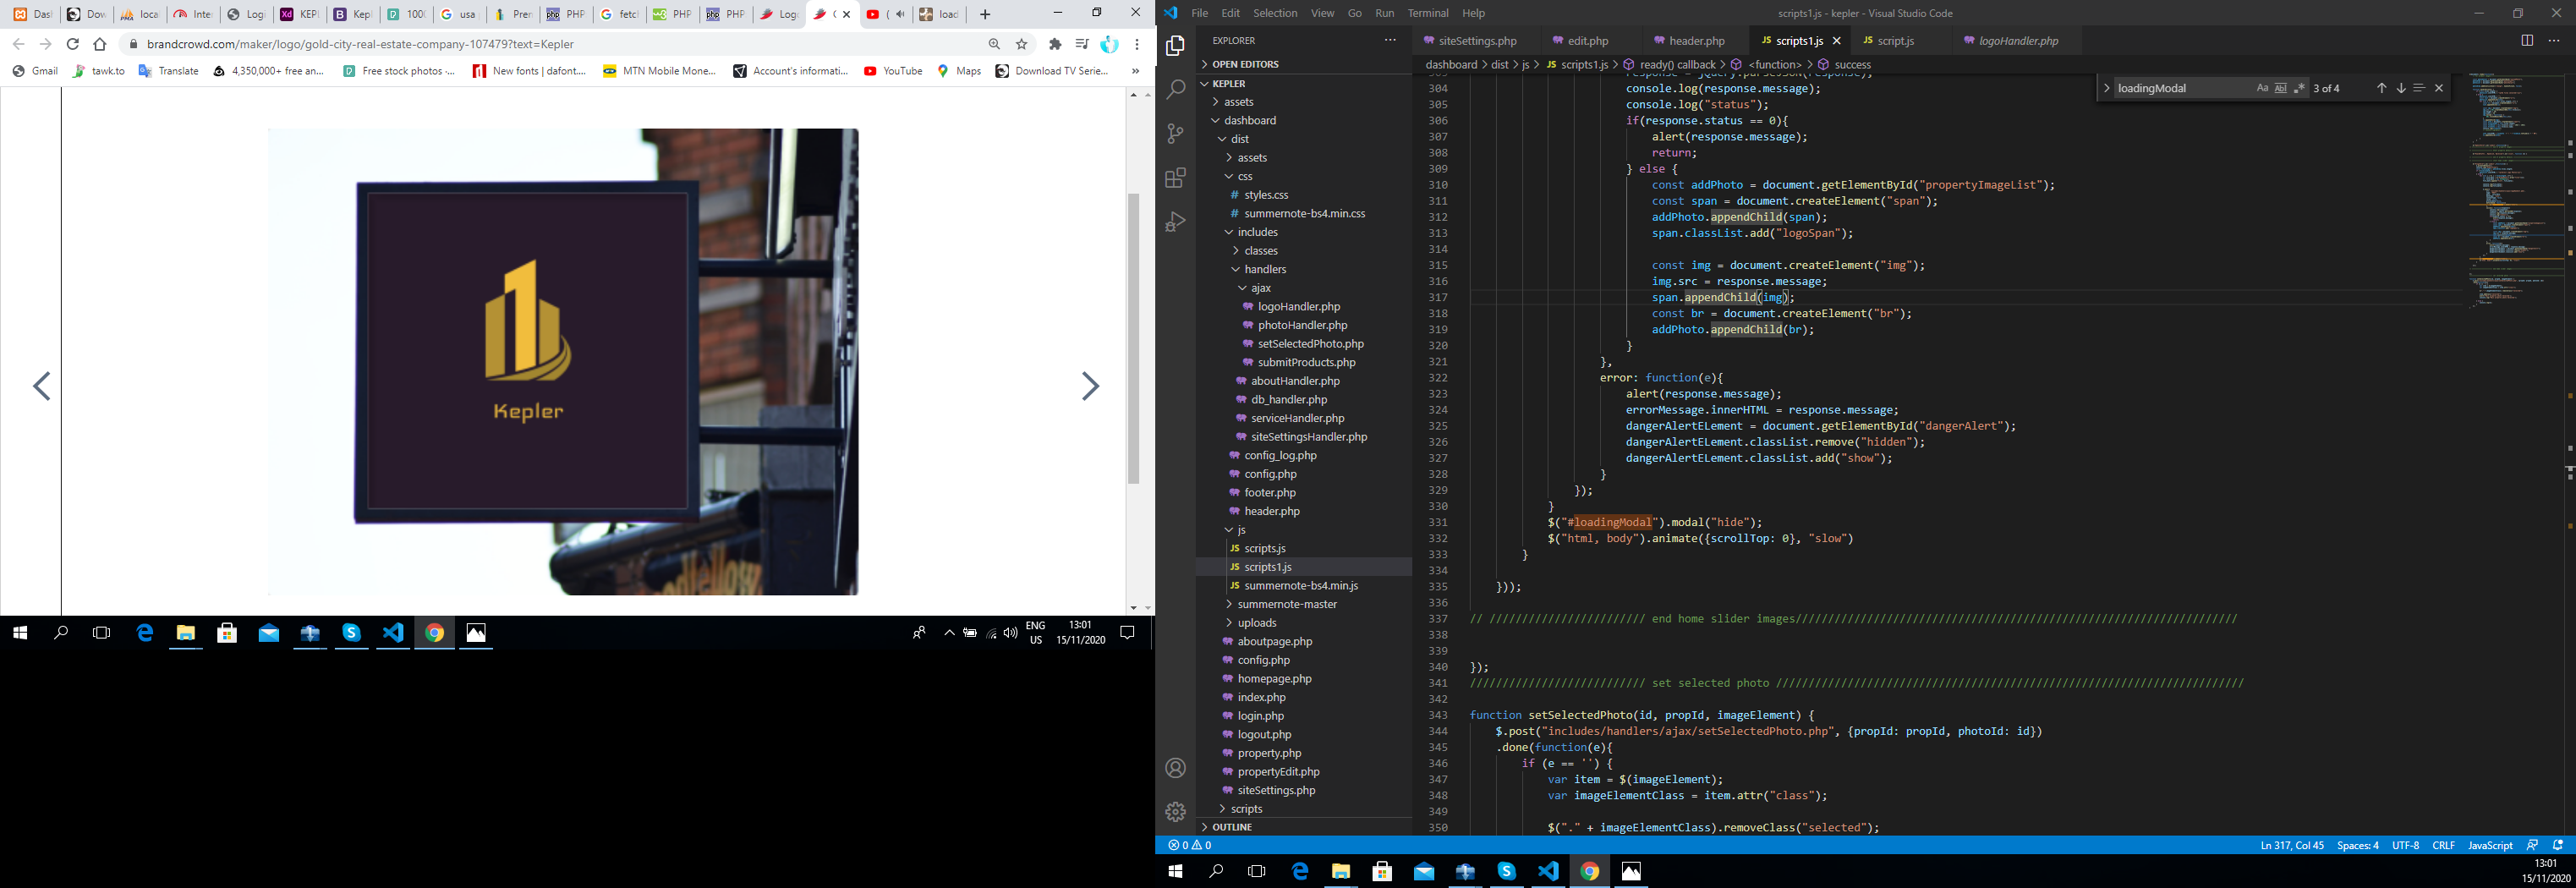 Dash
Dow
loca
Inte
Logi
KEPL
Kepl
1000
usa
Pren
PHP
fetcl
PHP
PHP
Logo
load
brandcrowd.com/maker/logo/gold-city-real-estate-company-107479?text=Kepler
Gmail
tawk.to
Translate
4,350,000+ free an...
Free stock photos -...
New fonts | dafont....
MTN Mobile Mone...
Account's informati...
YouTube
Maps
Download TV Serie...
»
Kepler
ENG
US
13:01
15/11/2020
File Edit Selection View Go Run Terminal Help
scripts1.js - kepler - Visual Studio Code
EXPLORER
OPEN EDITORS
KEPLER
assets
dashboard
dist
assets
css
# styles.css
# summernote-bs4.min.css
includes
classes
handlers
ajax
logoHandler.php
photoHandler.php
setSelectedPhoto.php
submitProducts.php
aboutHandler.php
db_handler.php
serviceHandler.php
siteSettingsHandler.php
config_log.php
config.php
footer.php
header.php
js
JS scripts.js
JS scripts1.js
JS summernote-bs4.min.js
summernote-master
uploads
aboutpage.php
config.php
homepage.php
index.php
login.php
logout.php
property.php
propertyEdit.php
siteSettings.php
scripts
OUTLINE
siteSettings.php
edit.php
header.php
JS scripts1.js
JS script.js
logoHandler.php
dashboard > dist > js > JS scripts1.js > ready() callback > <function> > success
loadingModal
Aa Abl .*
3 of 4
304 console.log(response.message);
305 console.log("status");
306 if(response.status == 0){
307 alert(response.message);
308 return;
309 } else {
310 const addPhoto = document.getElementById("propertyImageList");
311 const span = document.createElement("span");
312 addPhoto.appendChild(span);
313 span.classList.add("logoSpan");
314
315 const img = document.createElement("img");
316 img.src = response.message;
317 span.appendChild(img);
318 const br = document.createElement("br");
319 addPhoto.appendChild(br);
320 }
321 },
322 error: function(e){
323 alert(response.message);
324 errorMessage.innerHTML = response.message;
325 dangerAlertELement = document.getElementById("dangerAlert");
326 dangerAlertELement.classList.remove("hidden");
327 dangerAlertELement.classList.add("show");
328 }
329 });
330 }
331 $("#loadingModal").modal("hide");
332 $("html, body").animate({scrollTop: 0}, "slow")
333 }
334
335 }));
336
337 // //////////////////////// end home slider images////////////////////////////////////////////////////////////////////
338
339
340 });
341 /////////////////////////// set selected photo ////////////////////////////////////////////////////////////////////////
342
343 function setSelectedPhoto(id, propId, imageElement) {
344 $.post("includes/handlers/ajax/setSelectedPhoto.php", {propId: propId, photoId: id})
345 .done(function(e){
346 if (e == '') {
347 var item = $(imageElement);
348 var imageElementClass = item.attr("class");
349
350 $("." + imageElementClass).removeClass("selected");
0 0
Ln 317, Col 45 Spaces: 4 UTF-8 CRLF JavaScript
13:01
15/11/2020